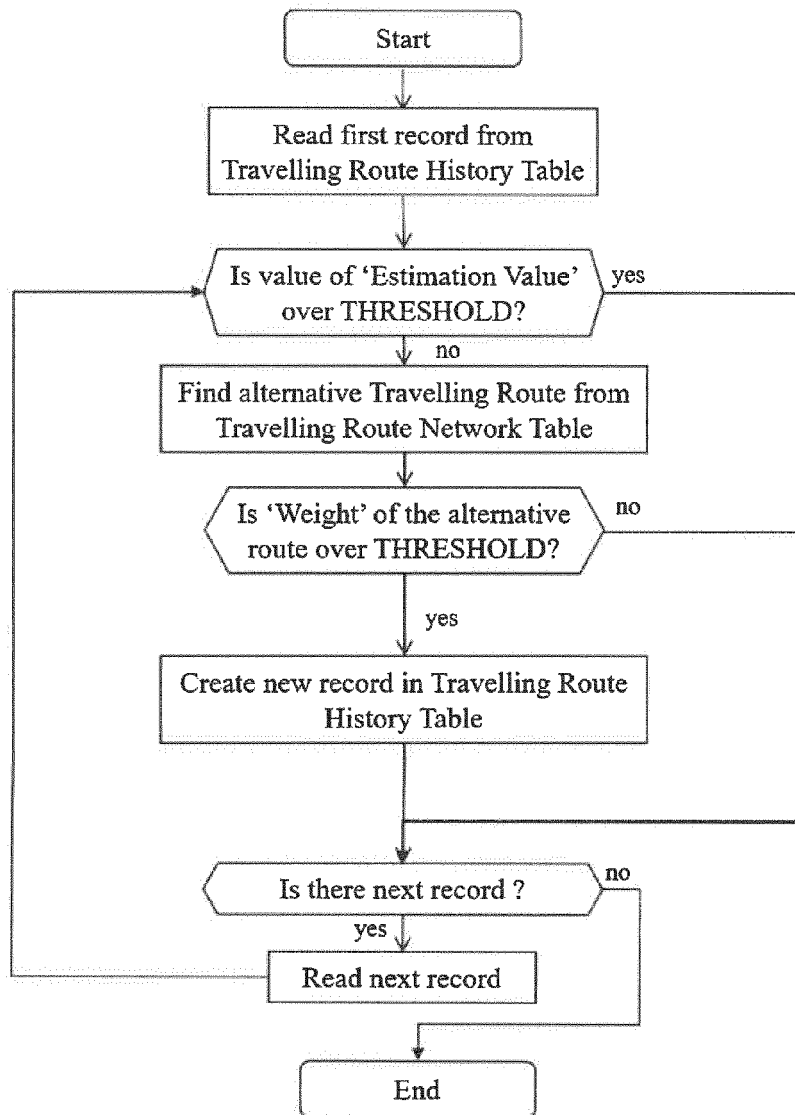 Start
Read first record from
Travelling Route History Table
Is value of ‘Estimation Value’
over THRESHOLD?
yes
no
Find alternative Travelling Route from
Travelling Route Network Table
Is ‘Weight’ of the alternative
route over THRESHOLD?
no
yes
Create new record in Travelling Route
History Table
Is there next record ?
no
yes
Read next record
End